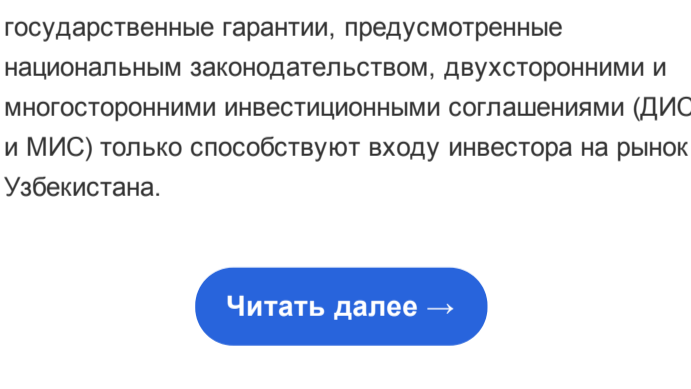 государственные гарантии, предусмотренные
национальным законодательством, двухсторонними и
многосторонними инвестиционными соглашениями (ДИС
и МИС) только способствуют входу инвестора на рынок
Узбекистана.
Читать далее →